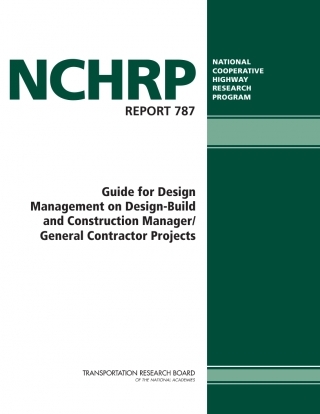 NCHRP
REPORT 787
NATIONAL
COOPERATIVE
HIGHWAY
RESEARCH
PROGRAM
Guide for Design
Management on Design-Build
and Construction Manager/
General Contractor Projects
TRANSPORTATION RESEARCH BOARD
OF THE NATIONAL ACADEMIES